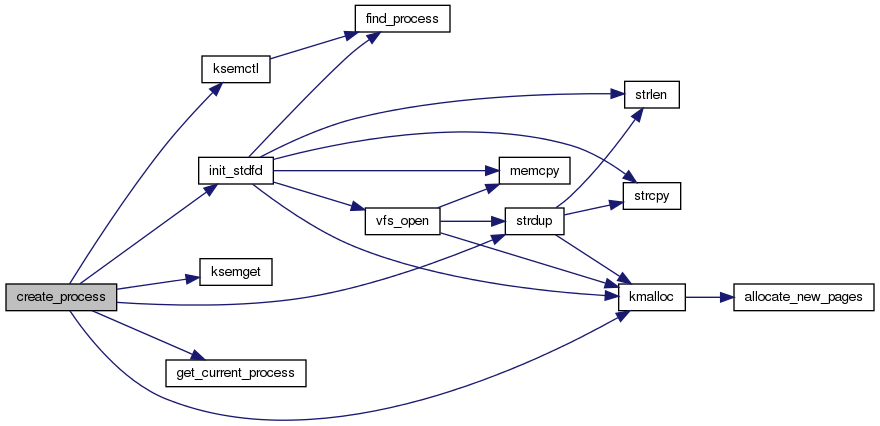 find_process
ksemctl
strlen
init_stdfd
memcpy
strcpy
vfs_open
strdup
ksemget
create_process
kmalloc
allocate_new_pages
get_current_process